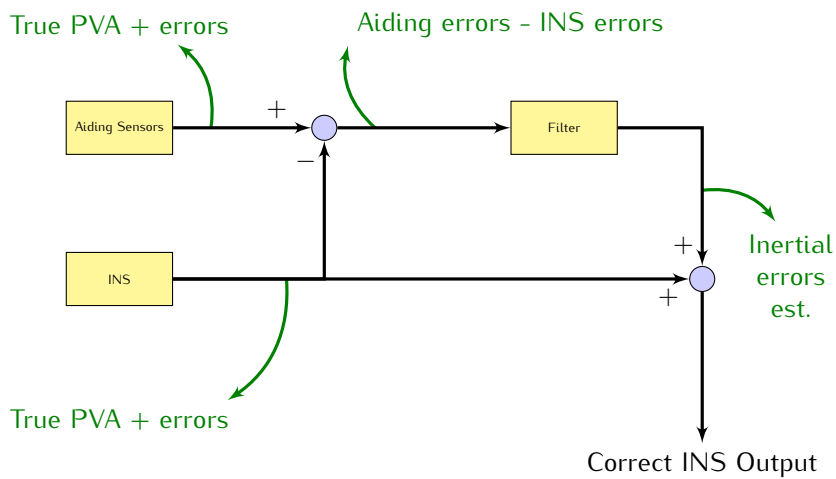 True PVA + errors
Aiding errors - INS errors
Aiding Sensors
+
−
Filter
INS
+
+
Inertial
errors
est.
True PVA + errors
Correct INS Output